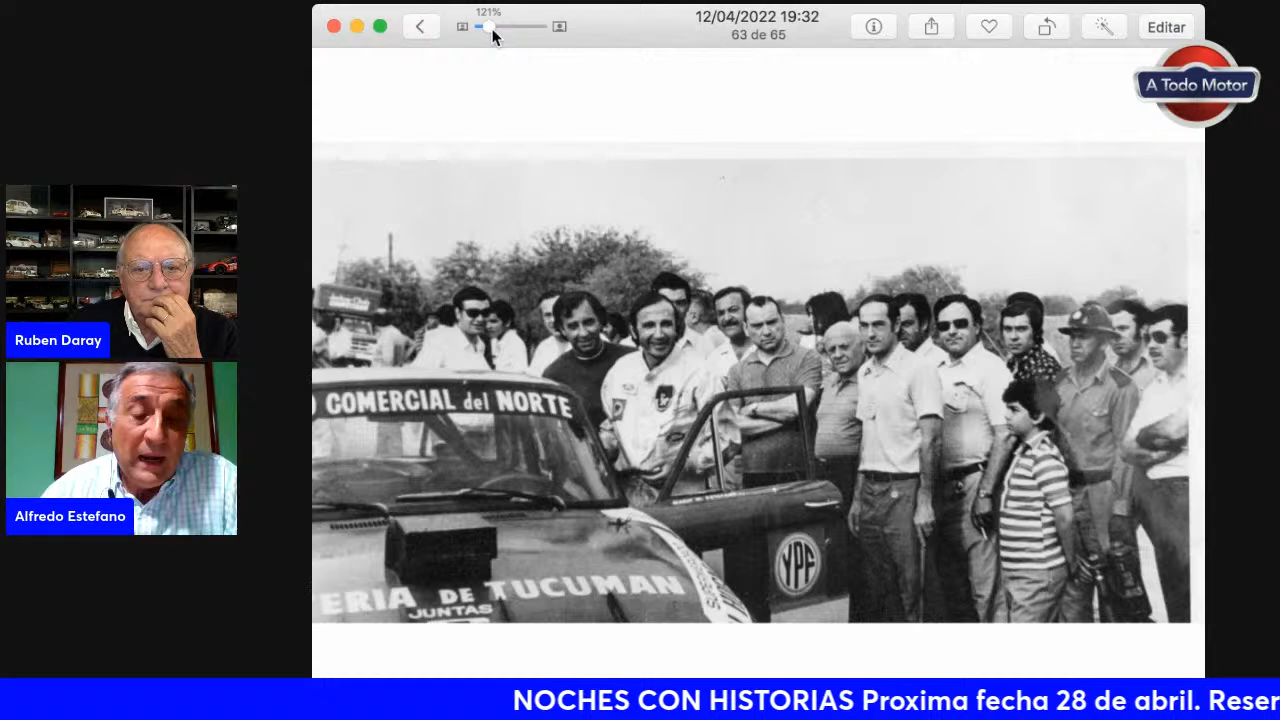 121%
12/04/2022 19:32
63 de 65
Editar
A Todo Motor
Ruben Daray
Alfredo Estefano
COMERCIAL del NORTE
YPF
ERIA DE TUCUMAN
JUNTAS
NOCHES CON HISTORIAS Proxima fecha 28 de abril. Reser